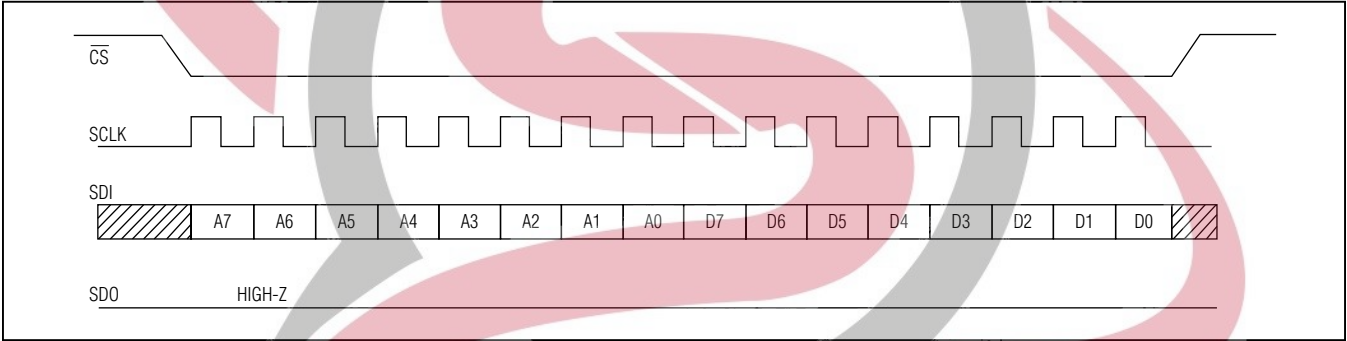 CS
SCLK
SDI
A7 A6 A5 A4 A3 A2 A1 A0 D7 D6 D5 D4 D3 D2 D1 D0
SDO HIGH-Z